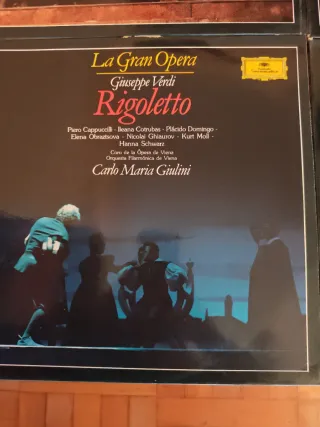 La Gran Opera
Giuseppe Verdi
Rigoletto
Piero Cappuccilli · Ileana Cotrubas · Plácido Domingo ·
Elena Obraztsova · Nicolai Ghiaurov · Kurt Moll ·
Hanna Schwarz
Coro de la Ópera de Viena
Orquesta Filarmónica de Viena
Carlo Maria Giulini